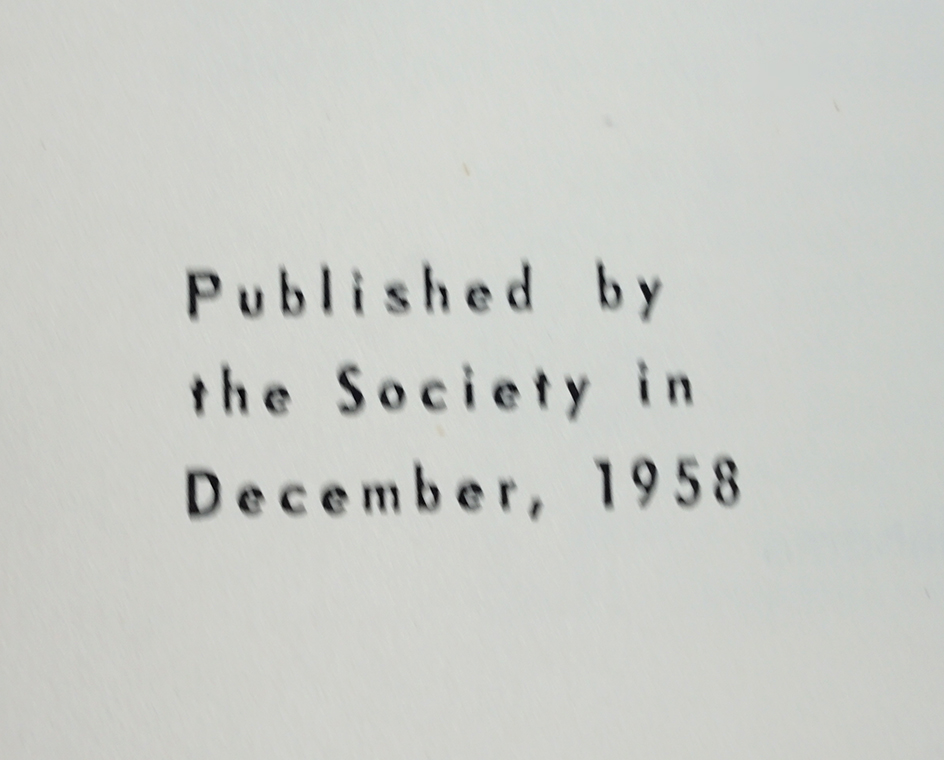 Published by
the Society in
December, 1958